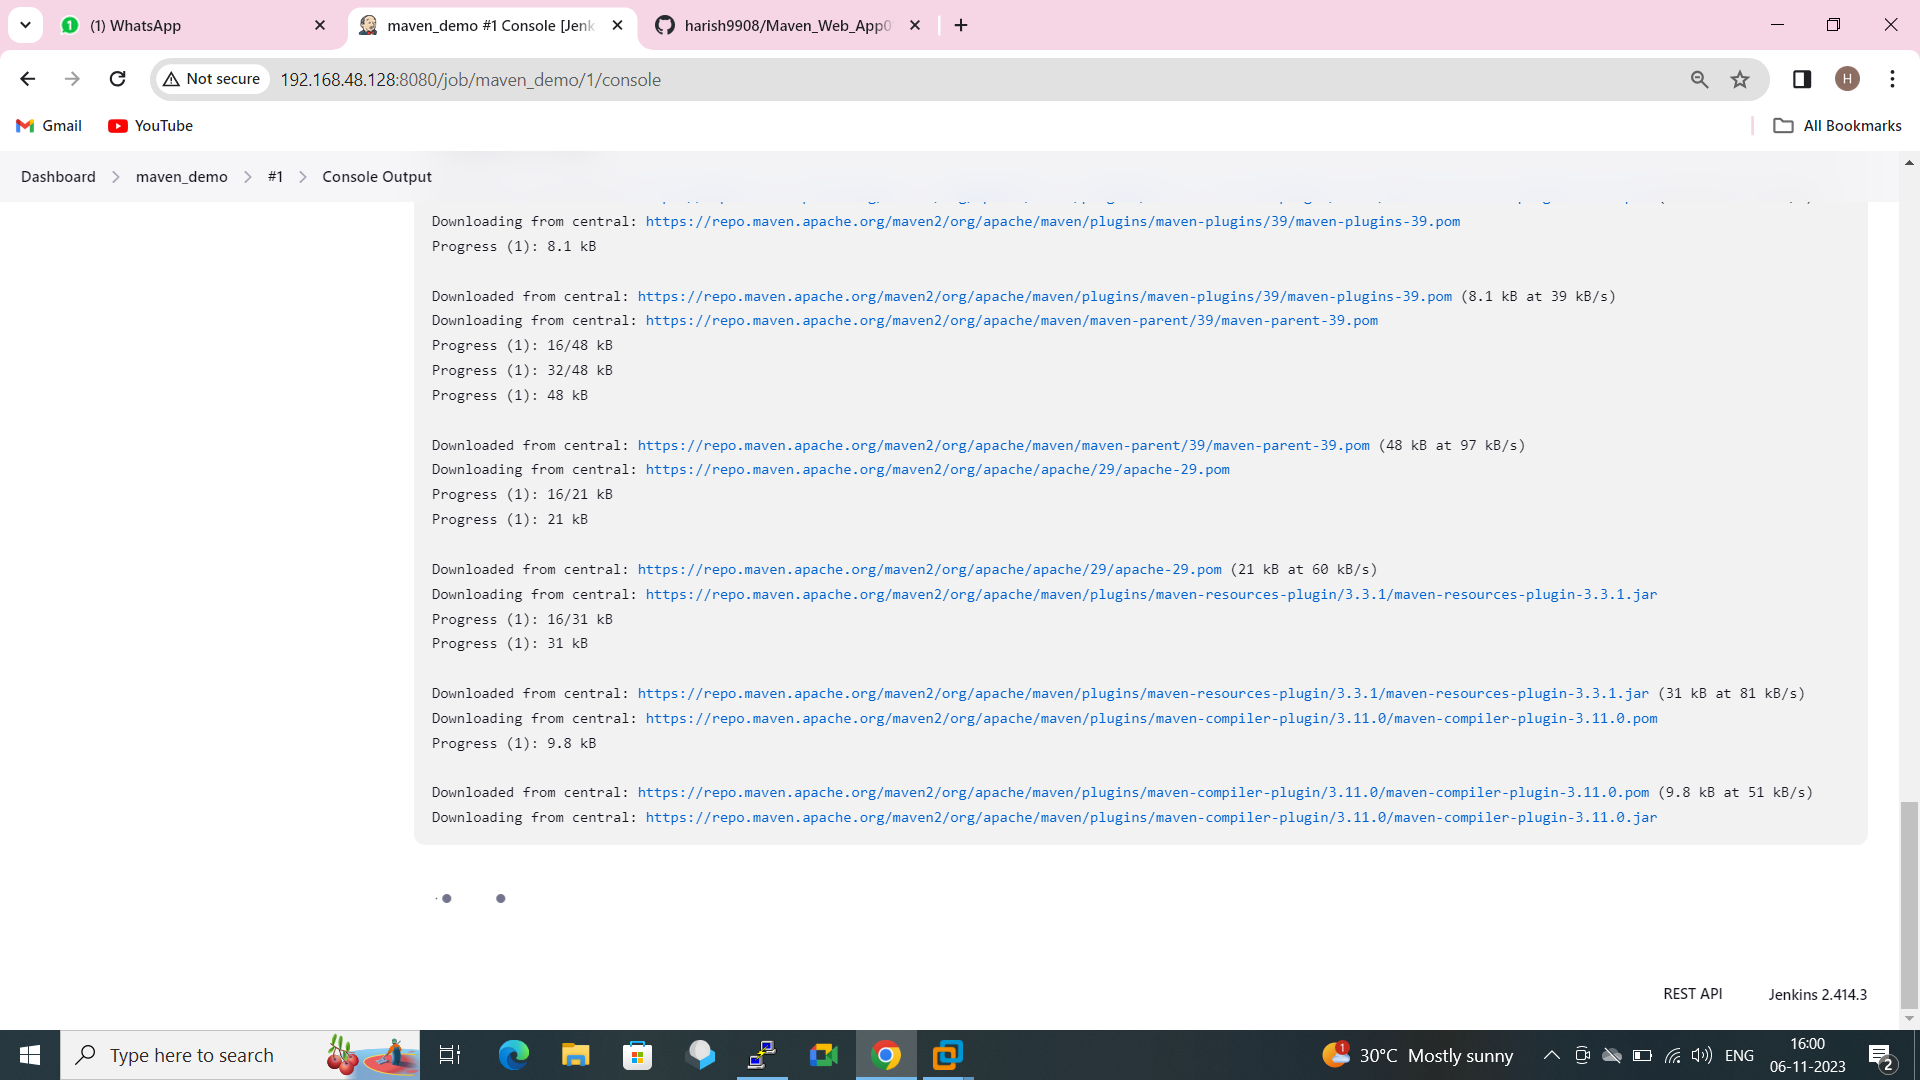 (1) WhatsApp
maven_demo #1 Console [Jenk
harish9908/Maven_Web_App0
Not secure
192.168.48.128:8080/job/maven_demo/1/console
H
Gmail
YouTube
All Bookmarks
Dashboard
maven_demo
#1
Console Output
Downloading from central: https://repo.maven.apache.org/maven2/org/apache/maven/plugins/maven-plugins/39/maven-plugins-39.pom
Progress (1): 8.1 kB
Downloaded from central: https://repo.maven.apache.org/maven2/org/apache/maven/plugins/maven-plugins/39/maven-plugins-39.pom (8.1 kB at 39 kB/s)
Downloading from central: https://repo.maven.apache.org/maven2/org/apache/maven/maven-parent/39/maven-parent-39.pom
Progress (1): 16/48 kB
Progress (1): 32/48 kB
Progress (1): 48 kB
Downloaded from central: https://repo.maven.apache.org/maven2/org/apache/maven/maven-parent/39/maven-parent-39.pom (48 kB at 97 kB/s)
Downloading from central: https://repo.maven.apache.org/maven2/org/apache/apache/29/apache-29.pom
Progress (1): 16/21 kB
Progress (1): 21 kB
Downloaded from central: https://repo.maven.apache.org/maven2/org/apache/apache/29/apache-29.pom (21 kB at 60 kB/s)
Downloading from central: https://repo.maven.apache.org/maven2/org/apache/maven/plugins/maven-resources-plugin/3.3.1/maven-resources-plugin-3.3.1.jar
Progress (1): 16/31 kB
Progress (1): 31 kB
Downloaded from central: https://repo.maven.apache.org/maven2/org/apache/maven/plugins/maven-resources-plugin/3.3.1/maven-resources-plugin-3.3.1.jar (31 kB at 81 kB/s)
Downloading from central: https://repo.maven.apache.org/maven2/org/apache/maven/plugins/maven-compiler-plugin/3.11.0/maven-compiler-plugin-3.11.0.pom
Progress (1): 9.8 kB
Downloaded from central: https://repo.maven.apache.org/maven2/org/apache/maven/plugins/maven-compiler-plugin/3.11.0/maven-compiler-plugin-3.11.0.pom (9.8 kB at 51 kB/s)
Downloading from central: https://repo.maven.apache.org/maven2/org/apache/maven/plugins/maven-compiler-plugin/3.11.0/maven-compiler-plugin-3.11.0.jar
REST API
Jenkins 2.414.3
Type here to search
1
30°C Mostly sunny
ENG
16:00
06-11-2023
2